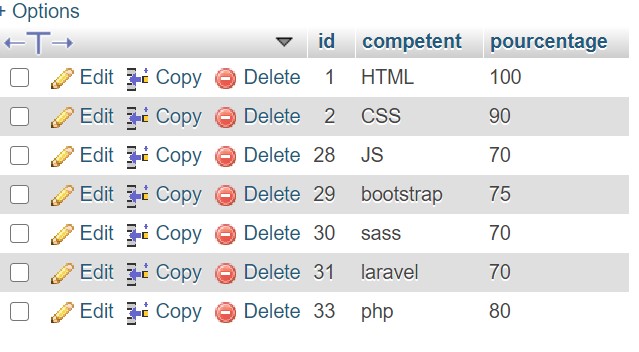 + Options
←T→ id competent pourcentage
Edit Copy Delete 1 HTML 100
Edit Copy Delete 2 CSS 90
Edit Copy Delete 28 JS 70
Edit Copy Delete 29 bootstrap 75
Edit Copy Delete 30 sass 70
Edit Copy Delete 31 laravel 70
Edit Copy Delete 33 php 80